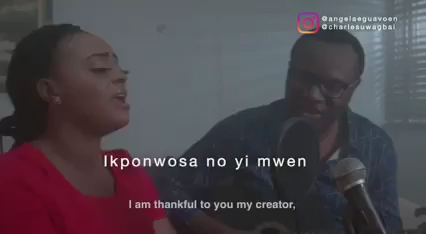 @angelaeguavoen
@charlesuwagbai
Ikponwosa no yi mwen
I am thankful to you my creator,